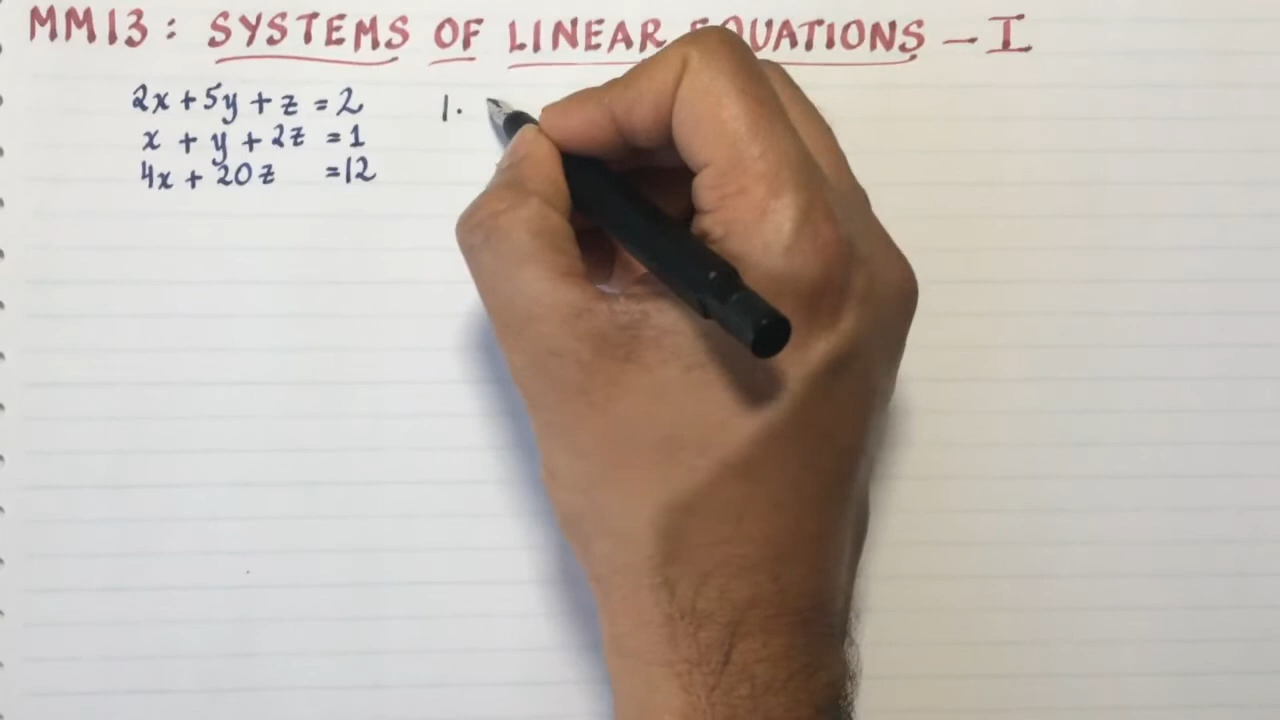 MM13: SYSTEMS OF LINEAR EQUATIONS - I
2x + 5y + z = 2
x + y + 2z = 1
4x + 20z = 12
1.